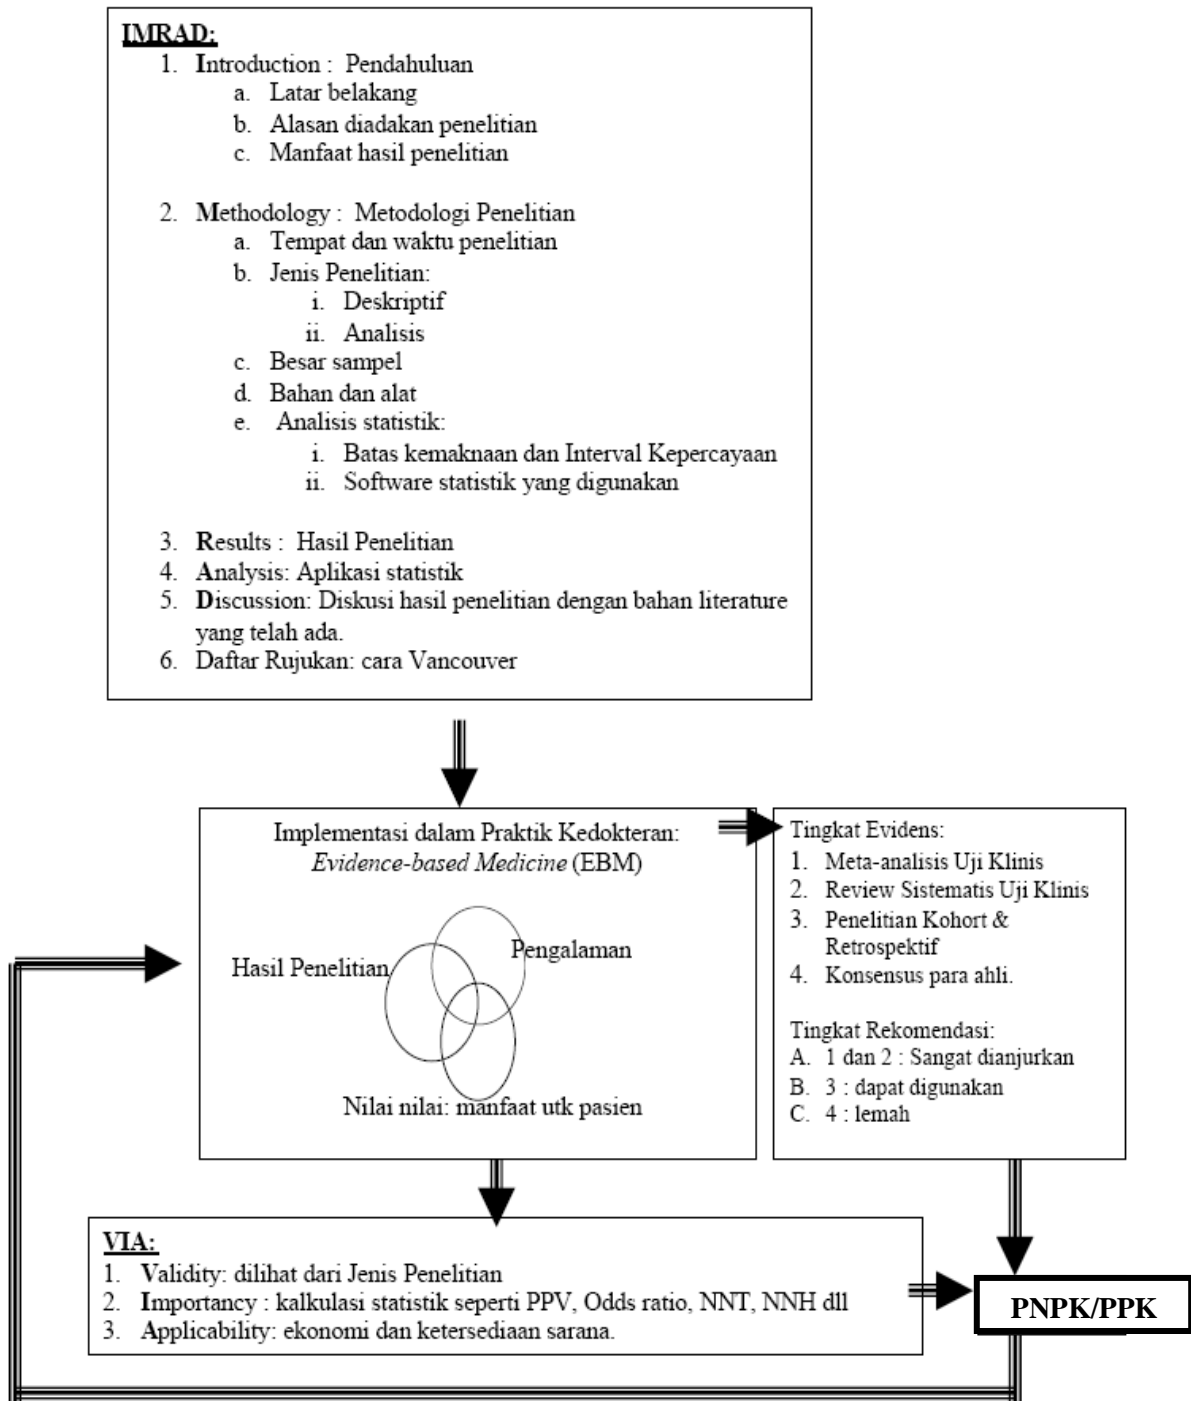 IMRAD:
1. Introduction : Pendahuluan
a. Latar belakang
b. Alasan diadakan penelitian
c. Manfaat hasil penelitian
2. Methodology : Metodologi Penelitian
a. Tempat dan waktu penelitian
b. Jenis Penelitian:
i. Deskriptif
ii. Analisis
c. Besar sampel
d. Bahan dan alat
e. Analisis statistik:
i. Batas kemaknaan dan Interval Kepercayaan
ii. Software statistik yang digunakan
3. Results : Hasil Penelitian
4. Analysis: Aplikasi statistik
5. Discussion: Diskusi hasil penelitian dengan bahan literature
yang telah ada.
6. Daftar Rujukan: cara Vancouver
Implementasi dalam Praktik Kedokteran:
Evidence-based Medicine (EBM)
Pengalaman
Hasil Penelitian
Nilai nilai: manfaat utk pasien
Tingkat Evidens:
1. Meta-analisis Uji Klinis
2. Review Sistematis Uji Klinis
3. Penelitian Kohort &
Retrospektif
4. Konsensus para ahli.
Tingkat Rekomendasi:
A. 1 dan 2 : Sangat dianjurkan
B. 3 : dapat digunakan
C. 4 : lemah
VIA:
1. Validity: dilihat dari Jenis Penelitian
2. Importancy : kalkulasi statistik seperti PPV, Odds ratio, NNT, NNH dll
3. Applicability: ekonomi dan ketersediaan sarana.
PNPK/PPK